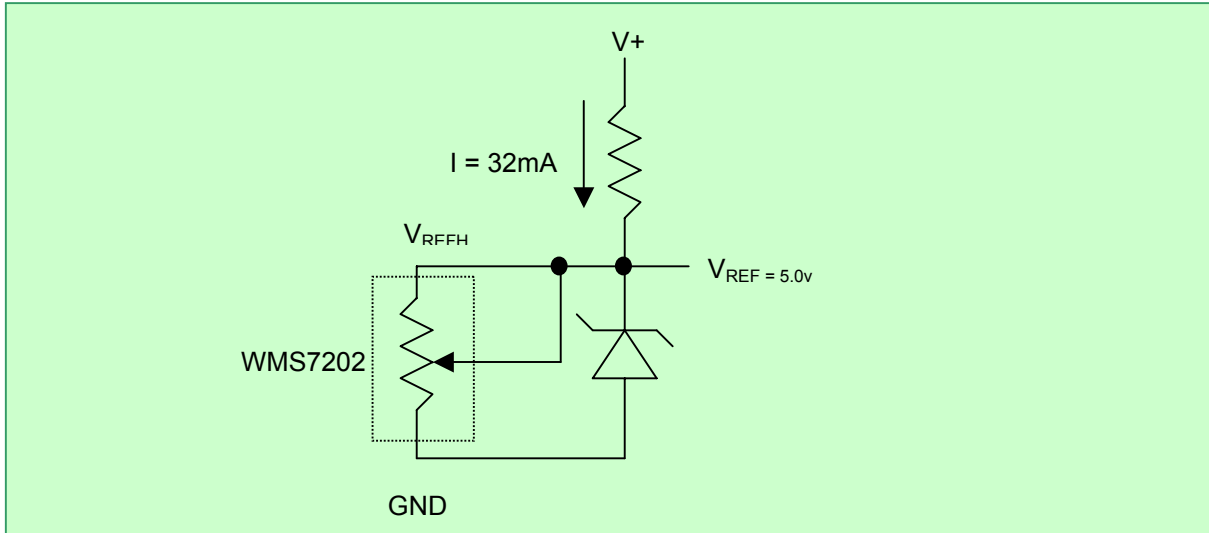 V+
I = 32mA
VREFH
VREF = 5.0v
WMS7202
GND